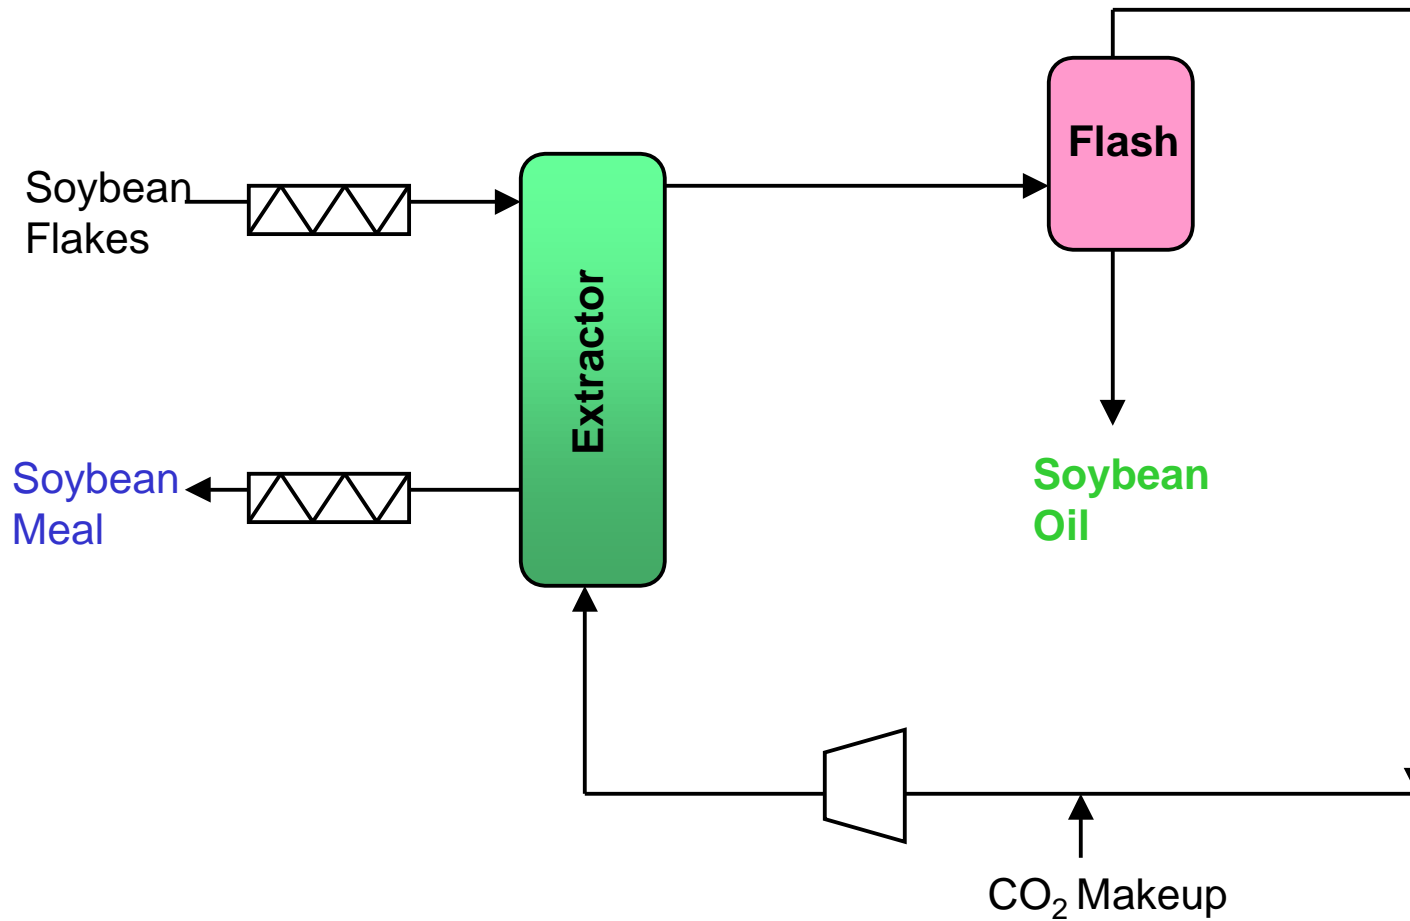 Flash
Soybean
Flakes
Extractor
Soybean
Meal
Soybean
Oil
CO₂ Makeup